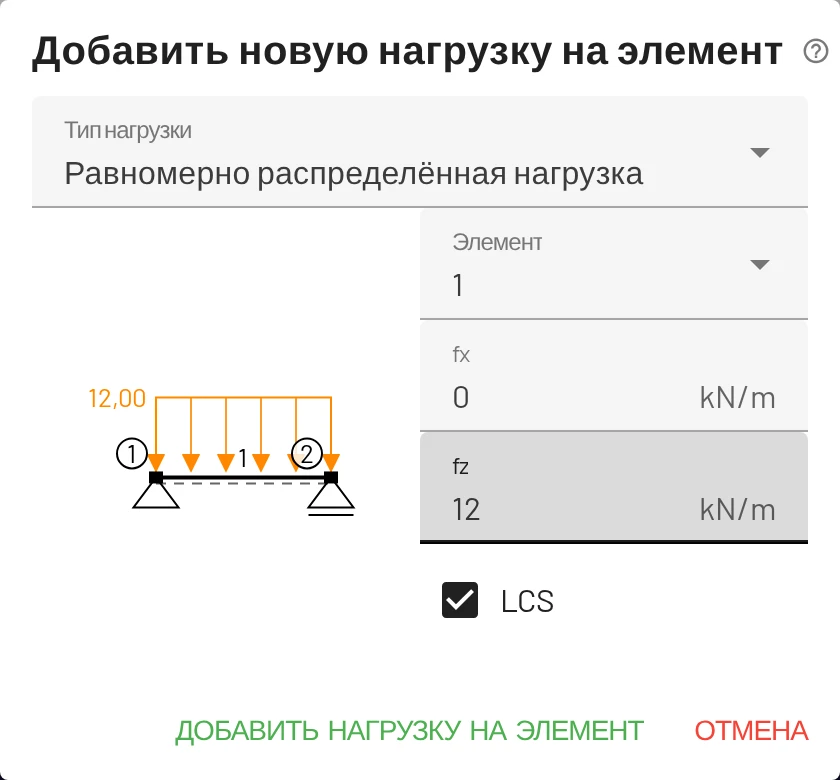 Добавить новую нагрузку на элемент
Тип нагрузки
Равномерно распределённая нагрузка
Элемент
1
fx
0 kN/m
12,00
1 1 2
fz
12 kN/m
LCS
ДОБАВИТЬ НАГРУЗКУ НА ЭЛЕМЕНТ ОТМЕНА